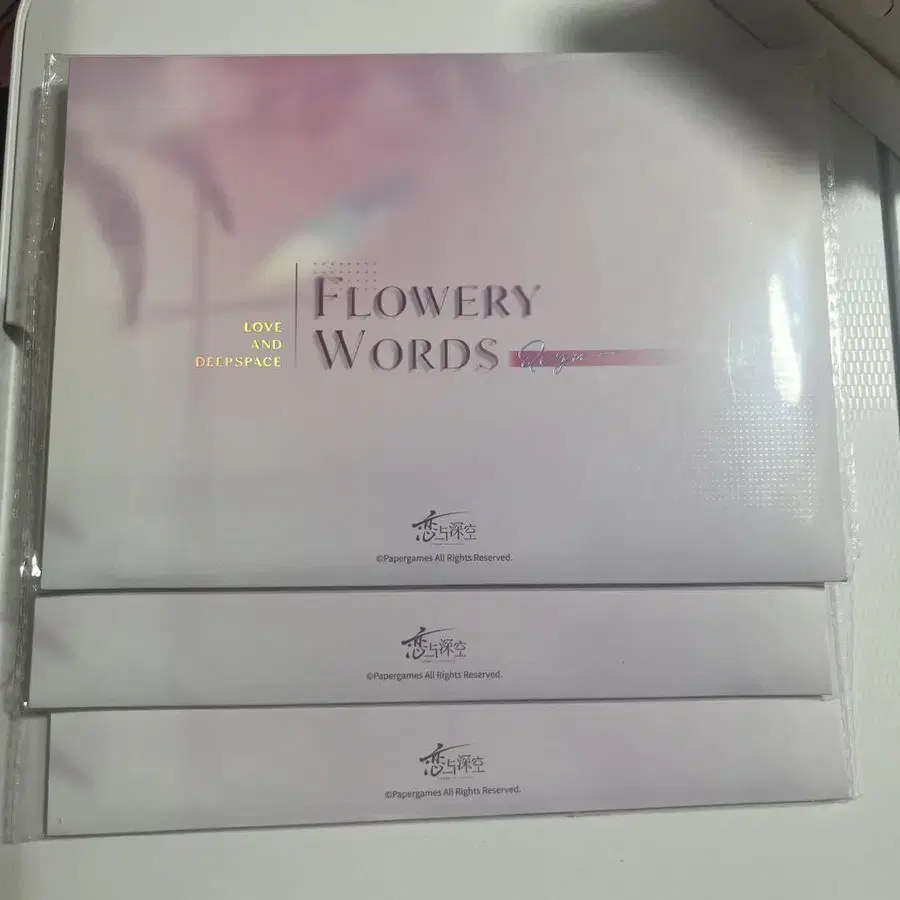 LOVE
AND
DEEPSPACE
FLOWERY
WORDS
恋与深空
©Papergames All Rights Reserved.
恋与深空
©Papergames All Rights Reserved.
恋与深空
©Papergames All Rights Reserved.